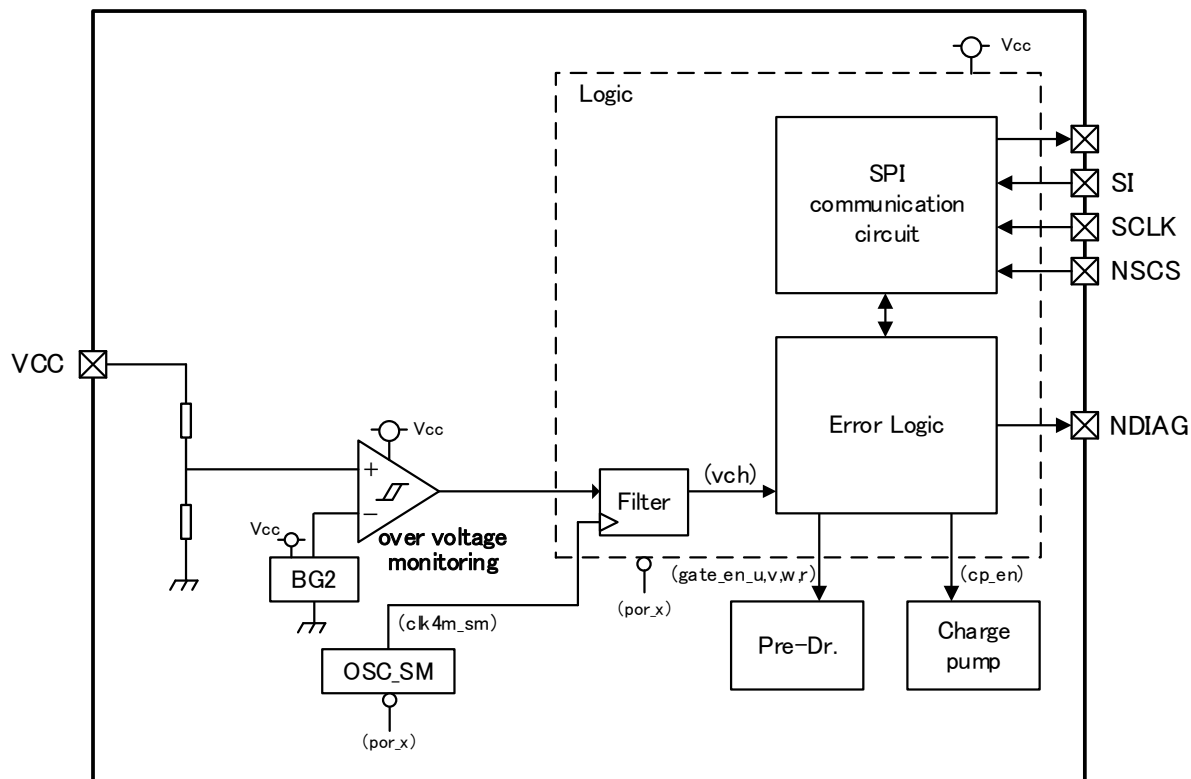 Vcc
Logic
SPI
communication
circuit
SI
SCLK
NSCS
VCC
Error Logic
NDIAG
Vcc
+
−
Filter
(vch)
Vcc
over voltage
monitoring
BG2
(clk4m_sm)
(por_x)
(gate_en_u,v,w,r)
(cp_en)
OSC_SM
Pre-Dr.
Charge
pump
(por_x)